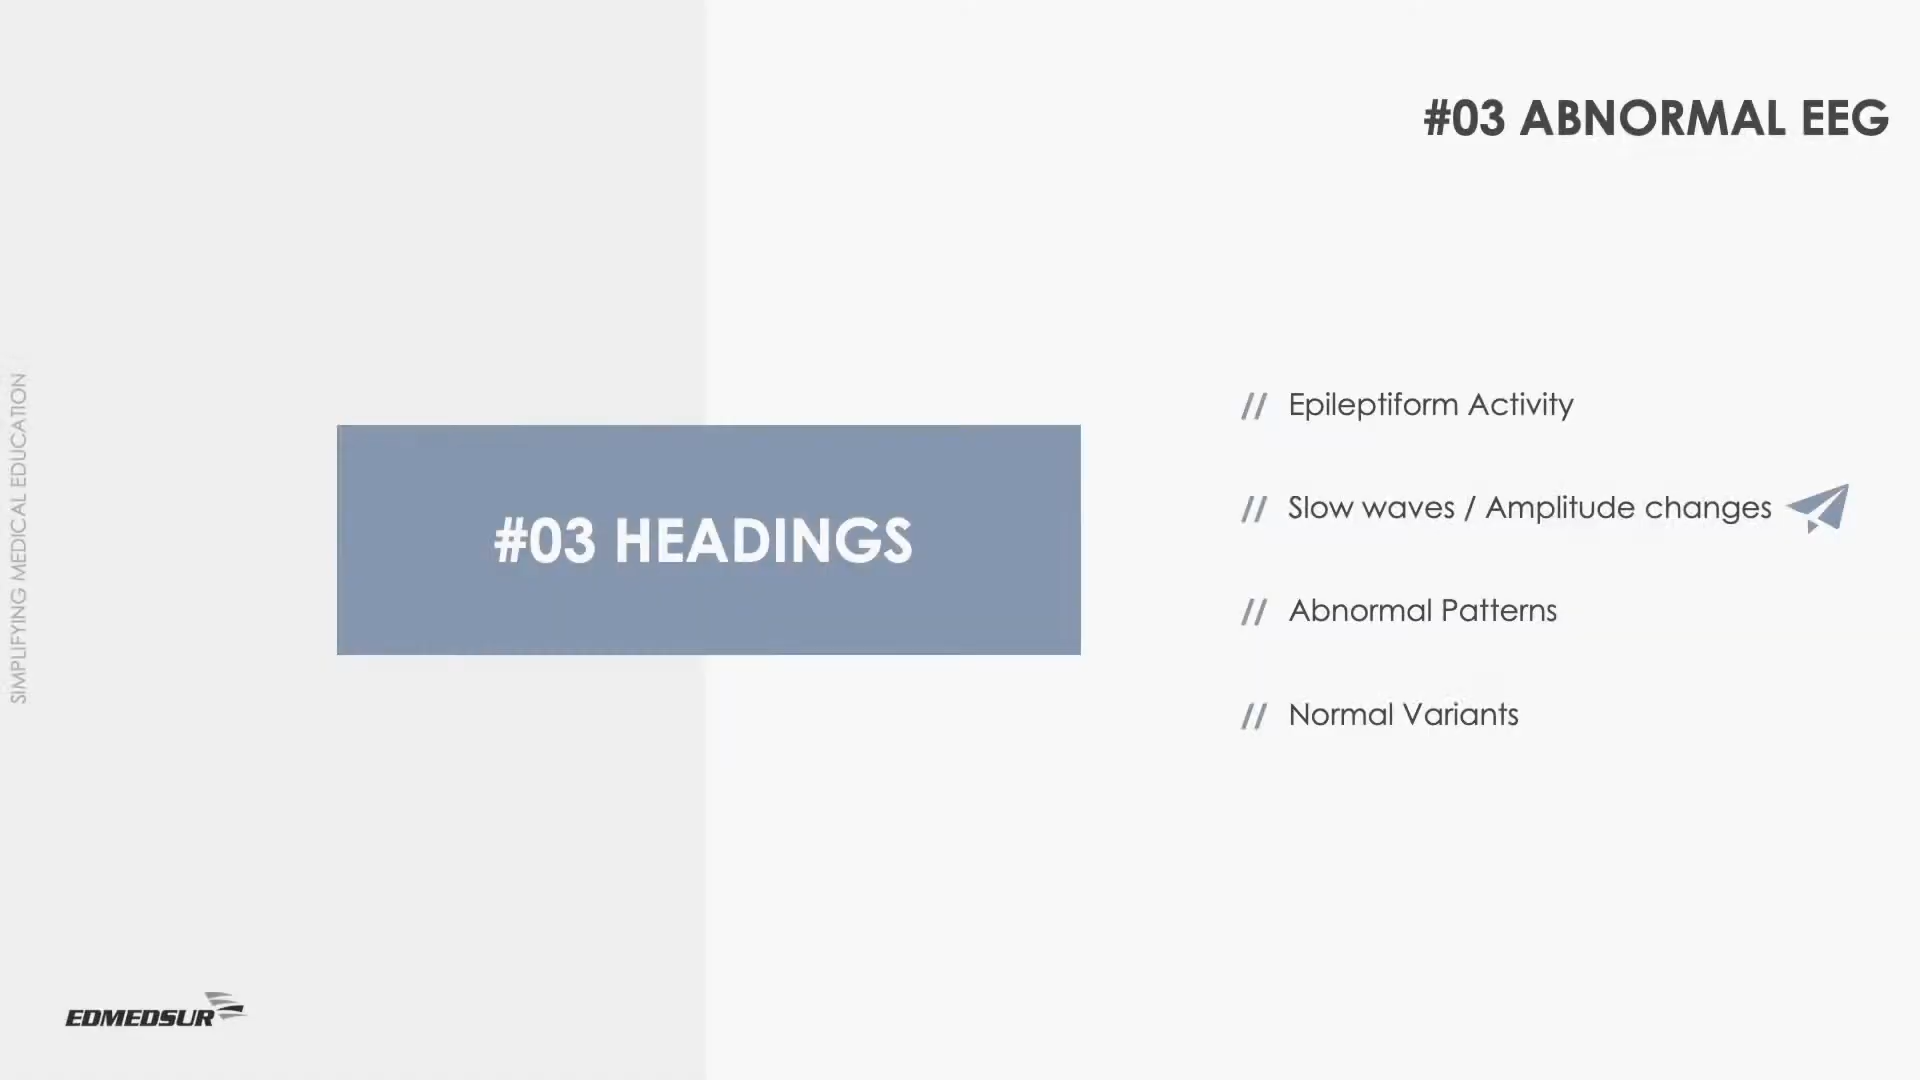 #03 ABNORMAL EEG
SIMPLIFYING MEDICAL EDUCATION
#03 HEADINGS
// Epileptiform Activity
// Slow waves / Amplitude changes
// Abnormal Patterns
// Normal Variants
EDMEDSUR